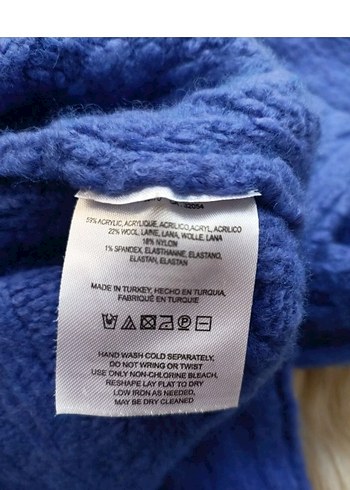 32054
59% ACRYLIC, ACRYLIQUE, ACRILICO, ACRYL, ACRILICO
22% WOOL, LAINE, LANA, WOLLE, LANA
18% NYLON
1% SPANDEX, ELASTHANNE, ELASTANO,
ELASTAN, ELASTAN
MADE IN TURKEY, HECHO EN TURQUIA,
FABRIQUÉ EN TURQUIE
P
HAND WASH COLD SEPARATELY,
DO NOT WRING OR TWIST
USE ONLY NON-CHLORINE BLEACH,
RESHAPE LAY FLAT TO DRY
LOW IRON AS NEEDED,
MAY BE DRY CLEANED